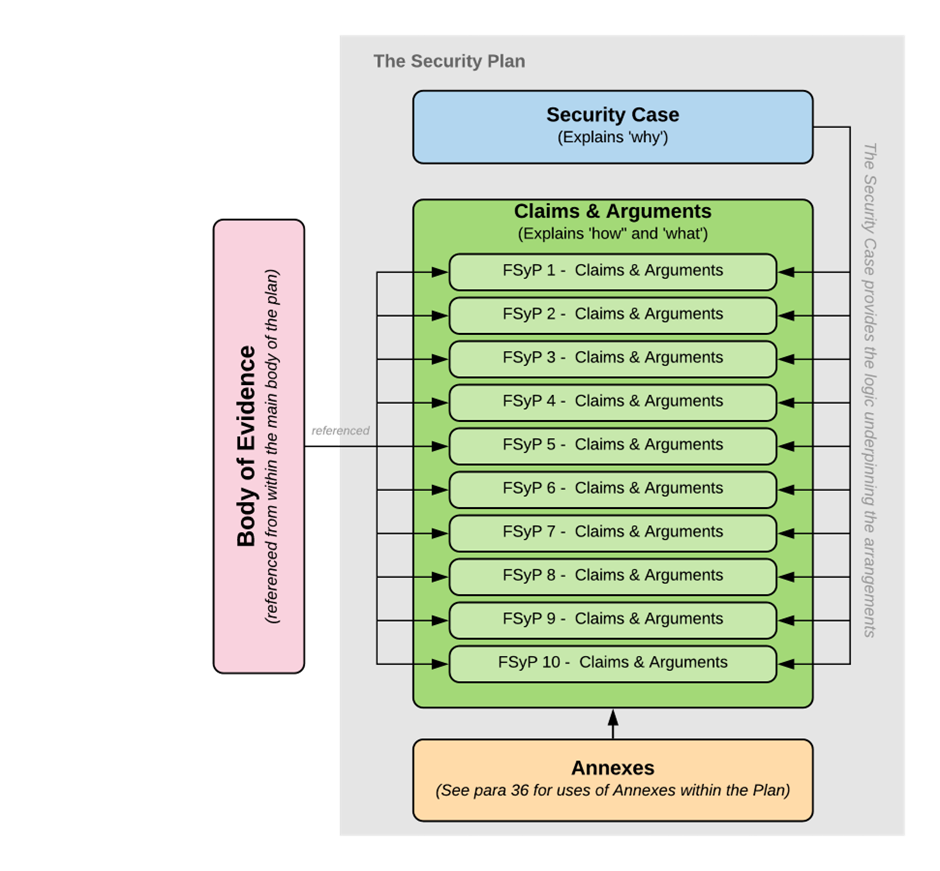 The Security Plan
Security Case
(Explains 'why')
Claims & Arguments
(Explains 'how" and 'what')
FSyP 1 -  Claims & Arguments
FSyP 2 -  Claims & Arguments
FSyP 3 -  Claims & Arguments
FSyP 4 -  Claims & Arguments
FSyP 5 -  Claims & Arguments
FSyP 6 -  Claims & Arguments
FSyP 7 -  Claims & Arguments
FSyP 8 -  Claims & Arguments
FSyP 9 -  Claims & Arguments
FSyP 10 -  Claims & Arguments
Annexes
(See para 36 for uses of Annexes within the Plan)
Body of Evidence
(referenced from within the main body of the plan)
referenced
The Security Case provides the logic underpinning the arrangements